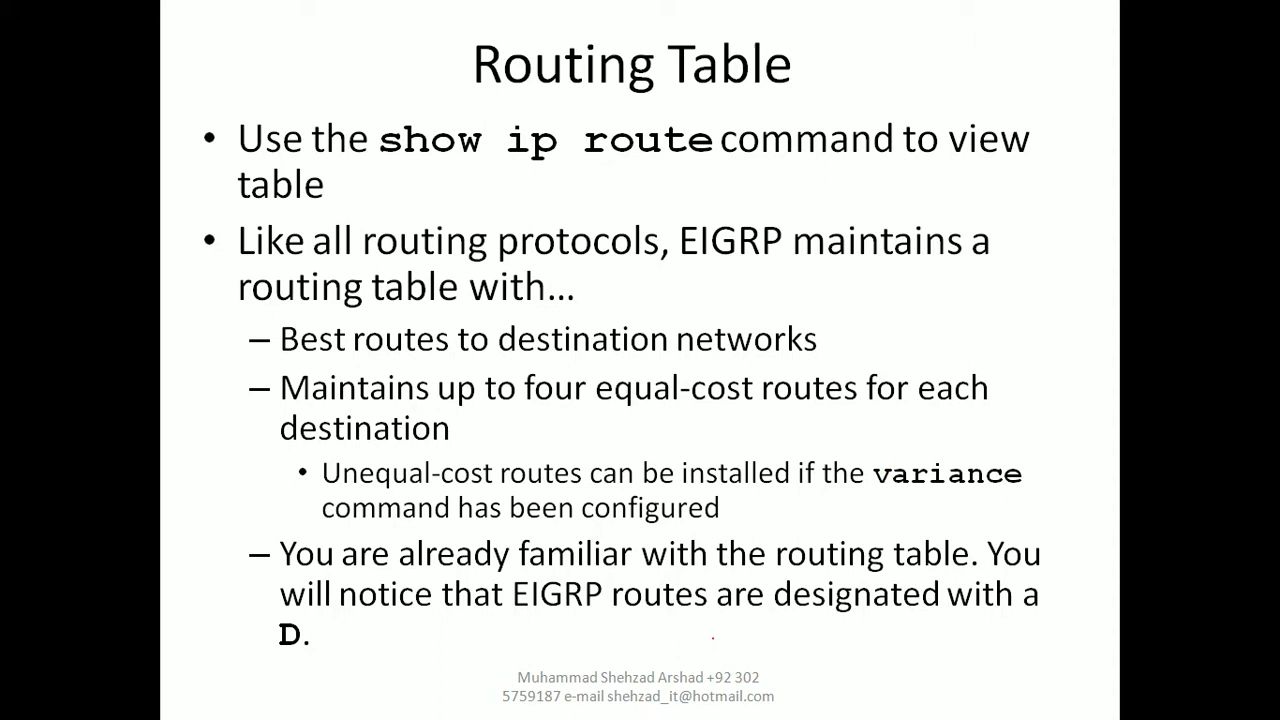 Routing Table
• Use the show ip route command to view
table
• Like all routing protocols, EIGRP maintains a
routing table with…
– Best routes to destination networks
– Maintains up to four equal-cost routes for each
destination
• Unequal-cost routes can be installed if the variance
command has been configured
– You are already familiar with the routing table. You
will notice that EIGRP routes are designated with a
D.
Muhammad Shehzad Arshad +92 302
5759187 e-mail shehzad_it@hotmail.com